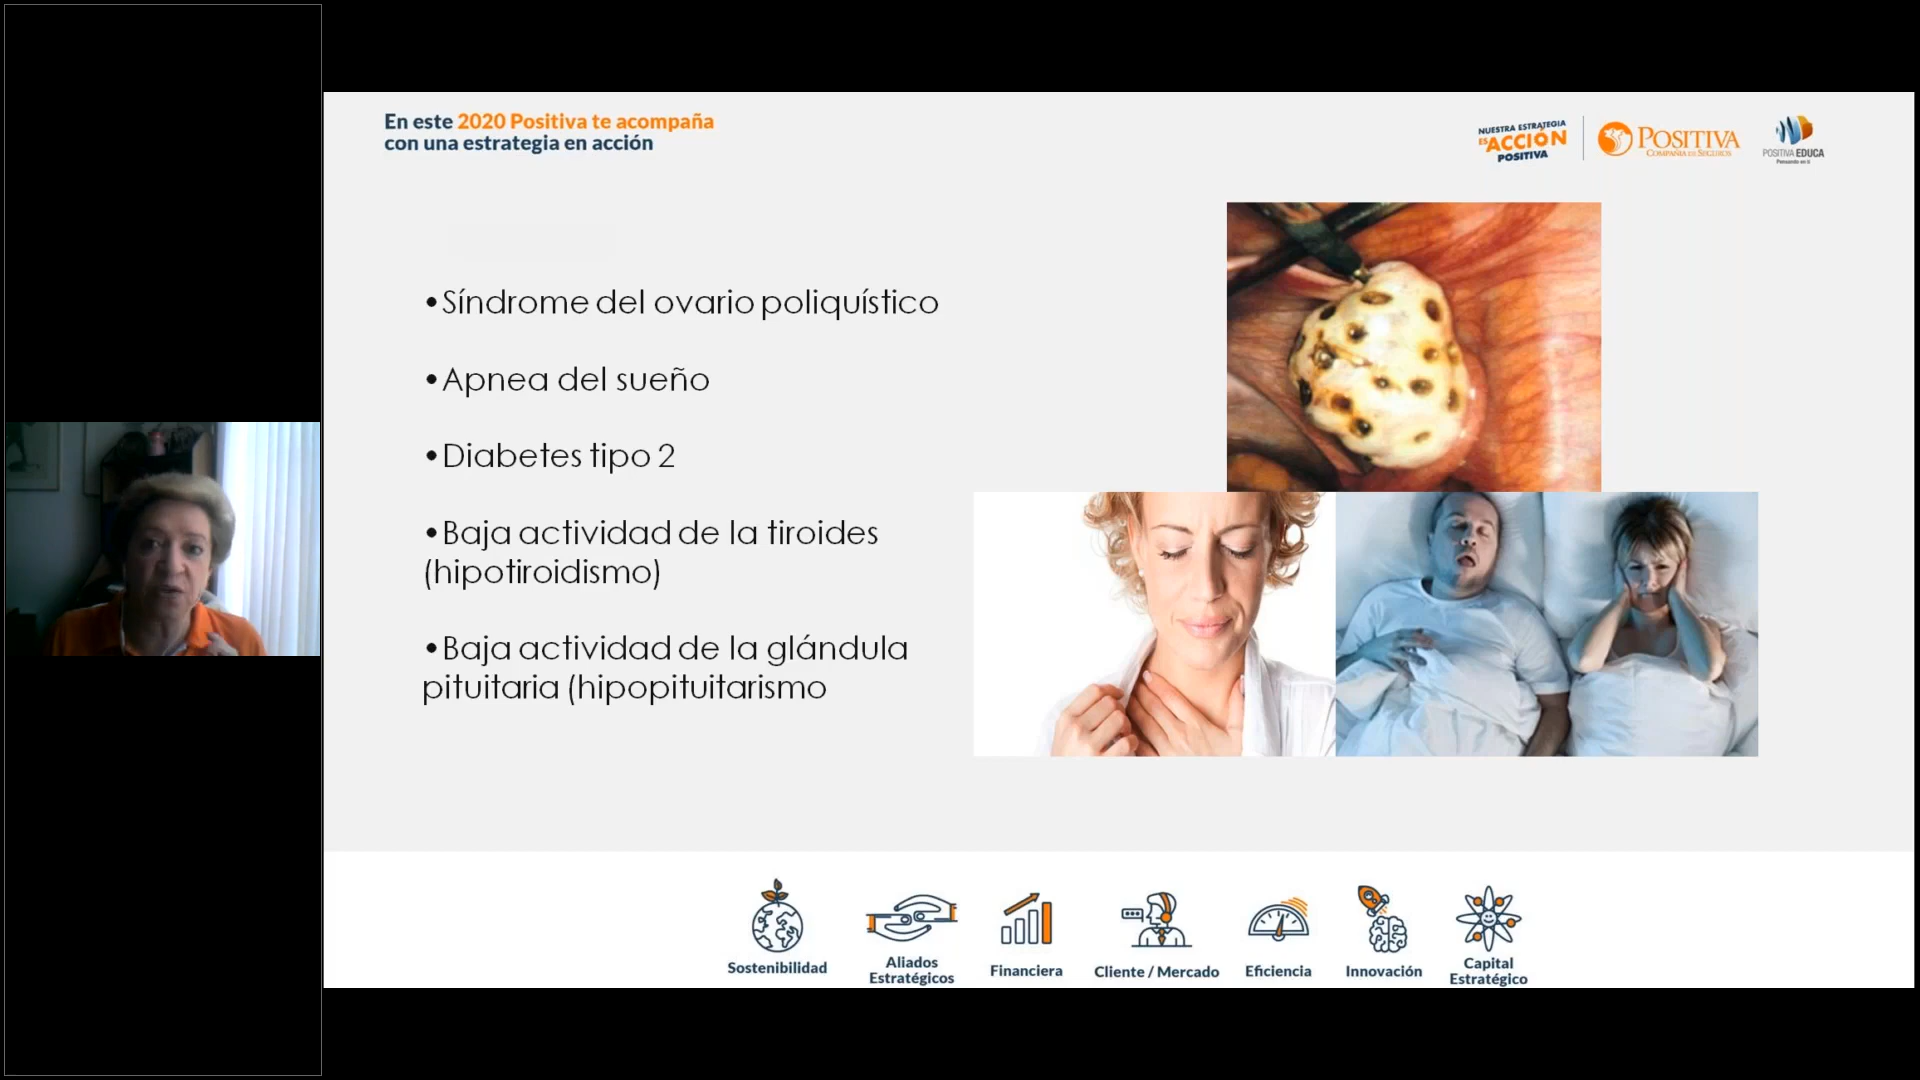 En este 2020 Positiva te acompaña
con una estrategia en acción
NUESTRA ESTRATEGIA
ES ACCIÓN
POSITIVA
POSITIVA
COMPAÑIA DE SEGUROS
POSITIVA EDUCA
Pensando en ti
•Síndrome del ovario poliquístico
•Apnea del sueño
•Diabetes tipo 2
•Baja actividad de la tiroides
(hipotiroidismo)
•Baja actividad de la glándula
pituitaria (hipopituitarismo
Sostenibilidad
Aliados
Estratégicos
Financiera
Cliente / Mercado
Eficiencia
Innovación
Capital
Estratégico